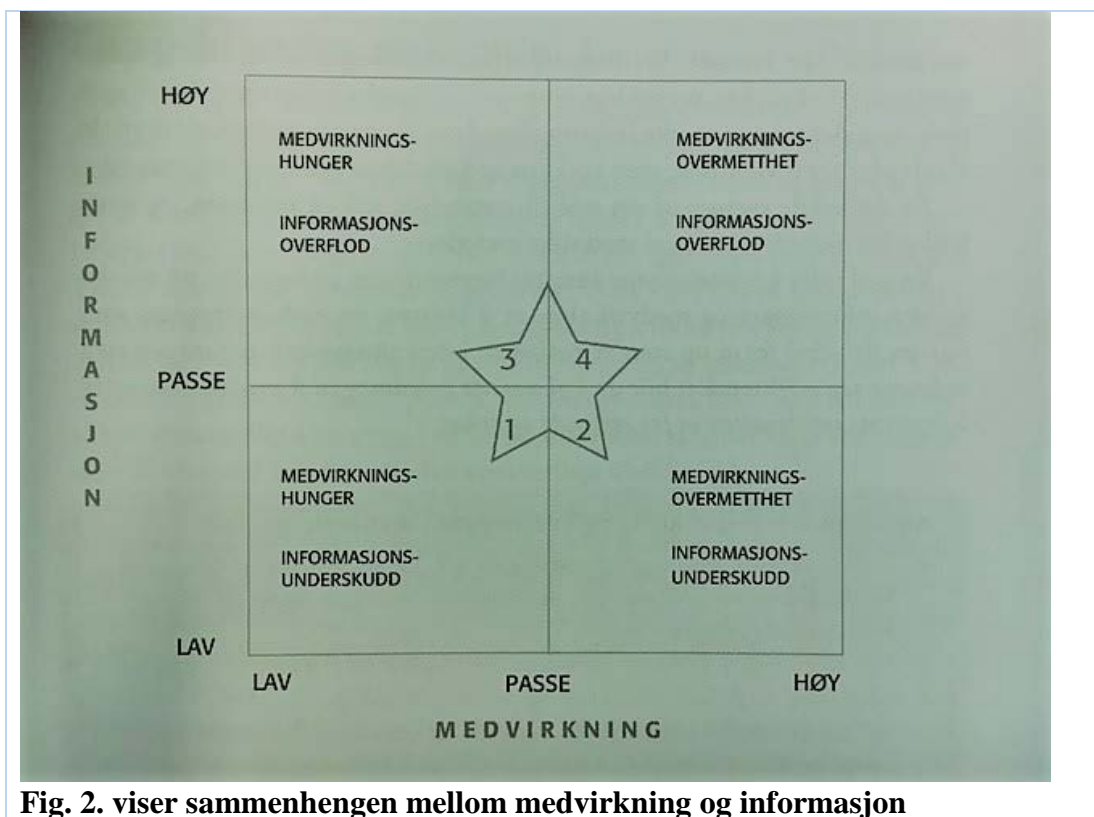 HØY
MEDVIRKNINGS-
HUNGER
MEDVIRKNINGS-
OVERMETTHET
INFORMASJONS-
OVERFLOD
INFORMASJONS-
OVERFLOD
INFORMASJON
3
4
PASSE
1
2
MEDVIRKNINGS-
HUNGER
MEDVIRKNINGS-
OVERMETTHET
INFORMASJONS-
UNDERSKUDD
INFORMASJONS-
UNDERSKUDD
LAV
LAV
PASSE
HØY
MEDVIRKNING
Fig. 2. viser sammenhengen mellom medvirkning og informasjon